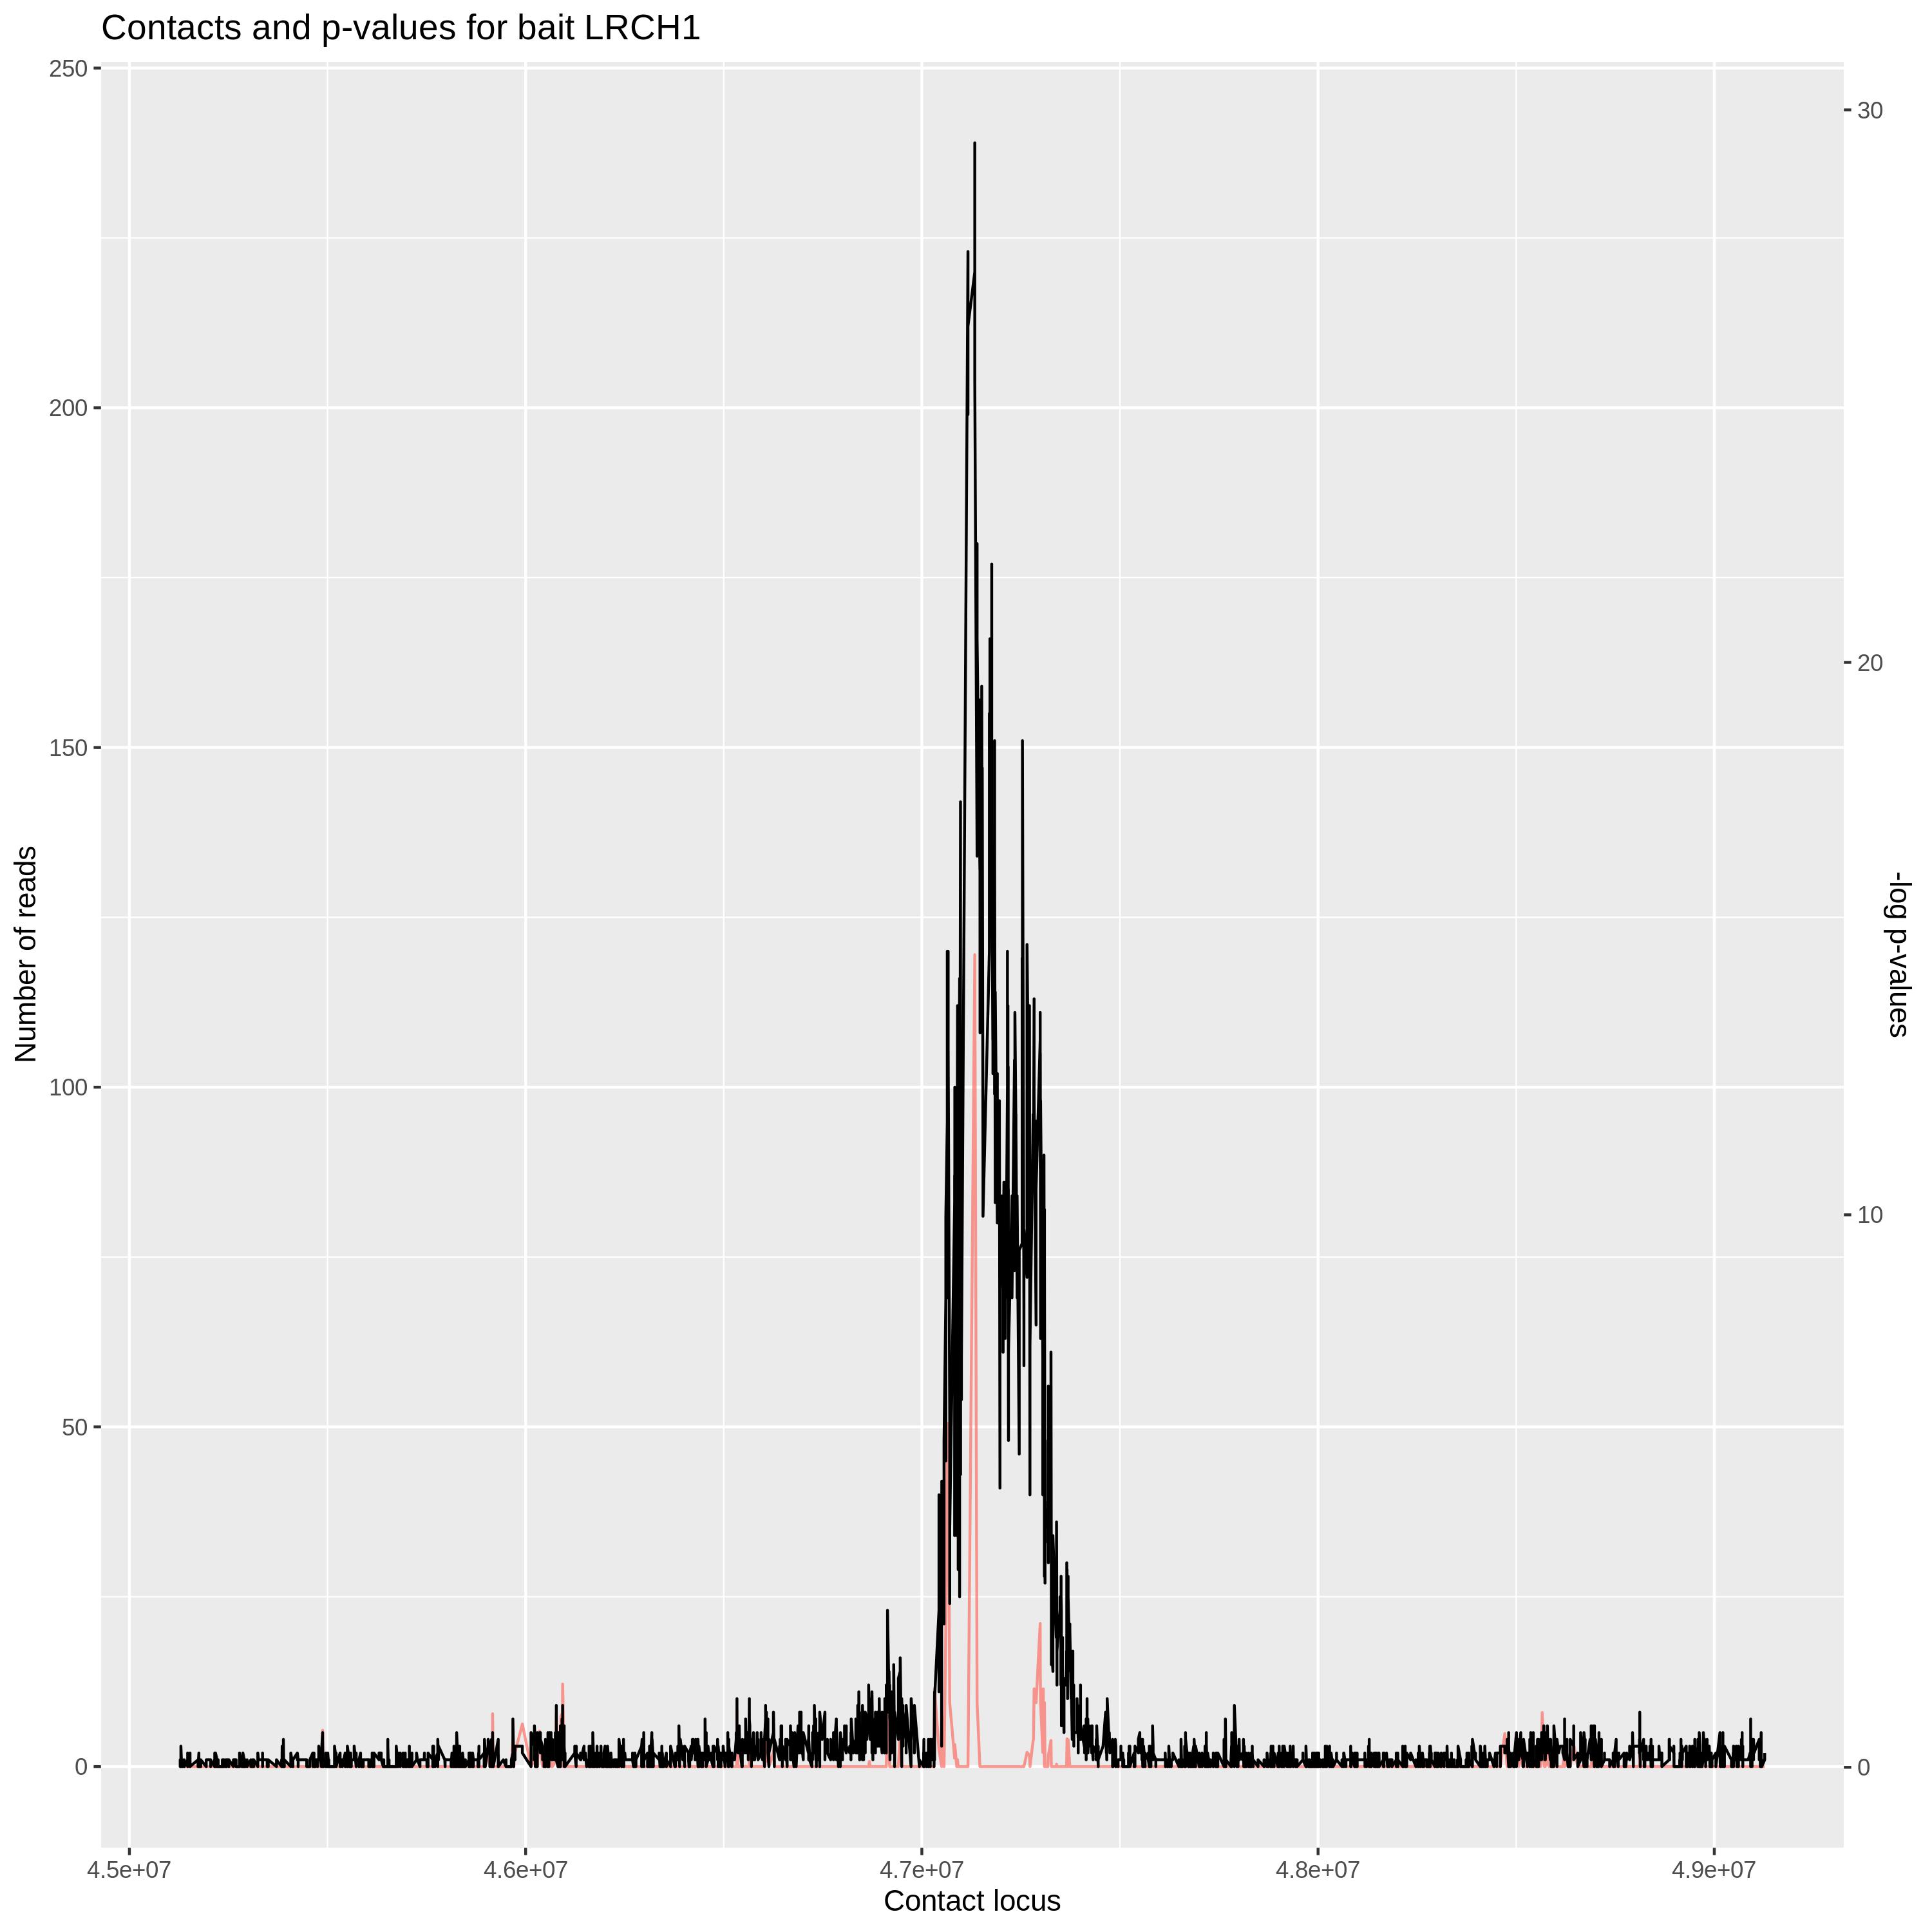 Contacts and p-values for bait LRCH1
250
200
150
100
50
0
Number of reads
30
20
10
0
-log p-values
4.5e+07
4.6e+07
4.7e+07
4.8e+07
4.9e+07
Contact locus